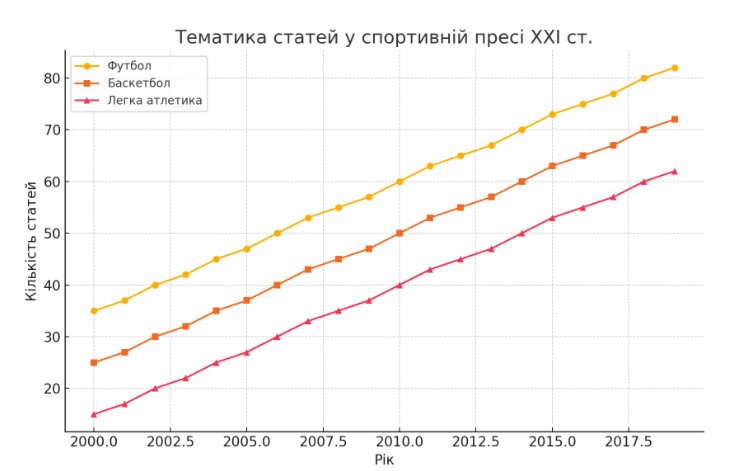 Тематика статей у спортивній пресі XXI ст.
Футбол
Баскетбол
Легка атлетика
Кількість статей
80
70
60
50
40
30
20
2000.0 2002.5 2005.0 2007.5 2010.0 2012.5 2015.0 2017.5
Рік